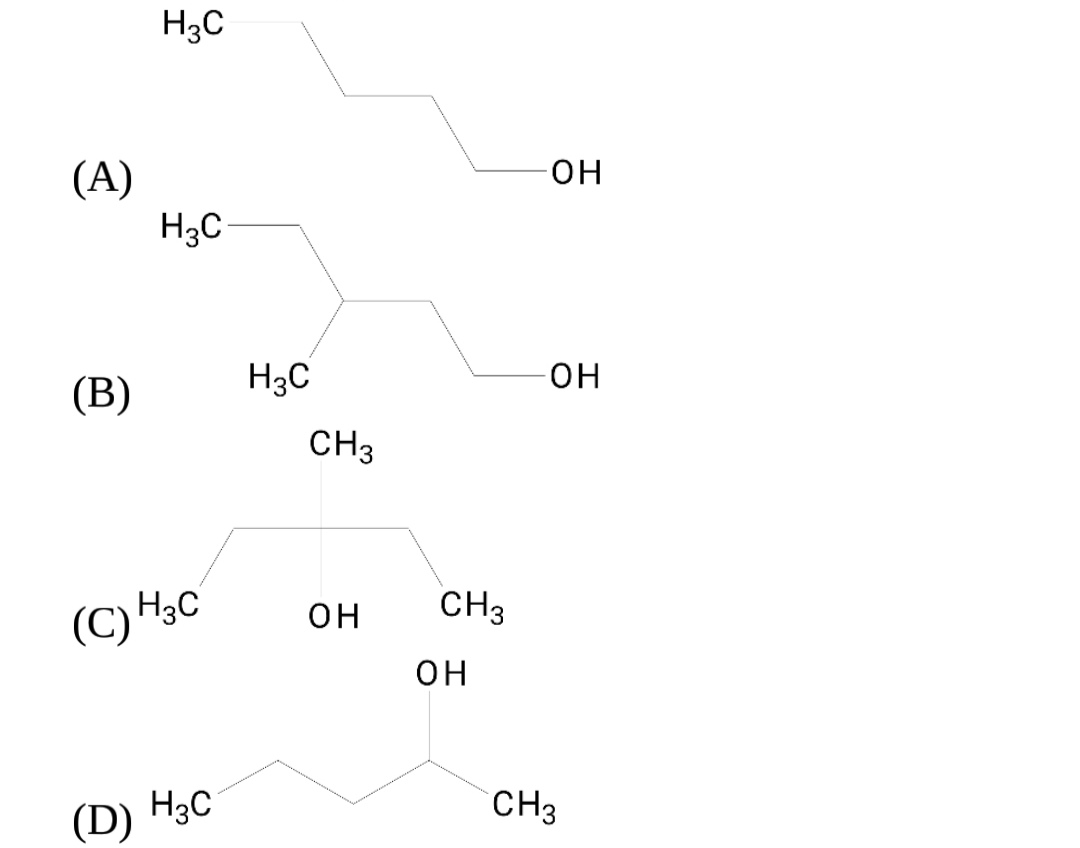 H3C
(A) OH
H3C
(B) H3C OH
CH3
(C) H3C OH CH3
OH
(D) H3C CH3